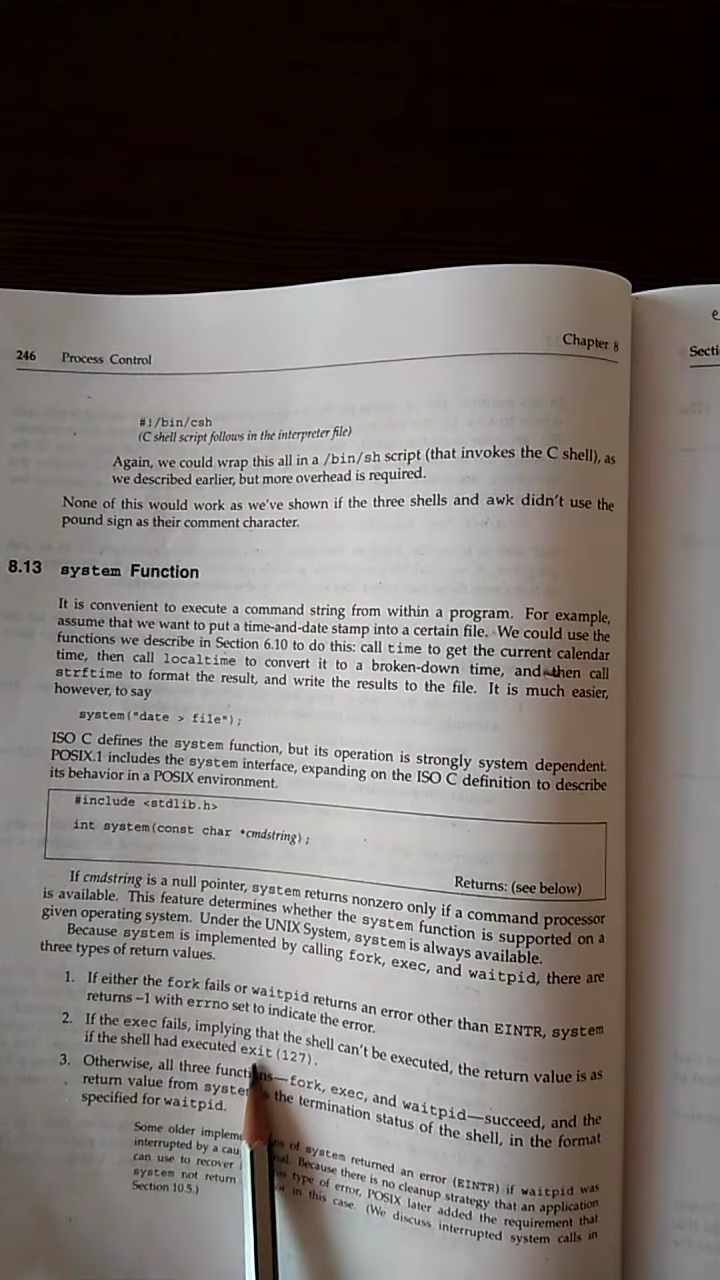 246 Process Control Chapter 8
#!/bin/csh
(C shell script follows in the interpreter file)
Again, we could wrap this all in a /bin/sh script (that invokes the C shell), as
we described earlier, but more overhead is required.
None of this would work as we've shown if the three shells and awk didn't use the
pound sign as their comment character.
8.13 system Function
It is convenient to execute a command string from within a program. For example,
assume that we want to put a time-and-date stamp into a certain file. We could use the
functions we describe in Section 6.10 to do this: call time to get the current calendar
time, then call localtime to convert it to a broken-down time, and then call
strftime to format the result, and write the results to the file. It is much easier,
however, to say
system("date > file");
ISO C defines the system function, but its operation is strongly system dependent.
POSIX.1 includes the system interface, expanding on the ISO C definition to describe
its behavior in a POSIX environment.
#include <stdlib.h>
int system(const char *cmdstring);
Returns: (see below)
If cmdstring is a null pointer, system returns nonzero only if a command processor
is available. This feature determines whether the system function is supported on a
given operating system. Under the UNIX System, system is always available.
Because system is implemented by calling fork, exec, and waitpid, there are
three types of return values.
1. If either the fork fails or waitpid returns an error other than EINTR, system
returns -1 with errno set to indicate the error.
2. If the exec fails, implying that the shell can't be executed, the return value is as
if the shell had executed exit(127).
3. Otherwise, all three functions—fork, exec, and waitpid—succeed, and the
return value from system the termination status of the shell, in the format
specified for waitpid.
Some older of system returned an error (EINTR) if waitpid was
interrupted by a Because there is no cleanup strategy that an application
can use to recover type of error, POSIX later added the requirement that
system not return in this case. (We discuss interrupted system calls in
Section 10.5.)
Secti